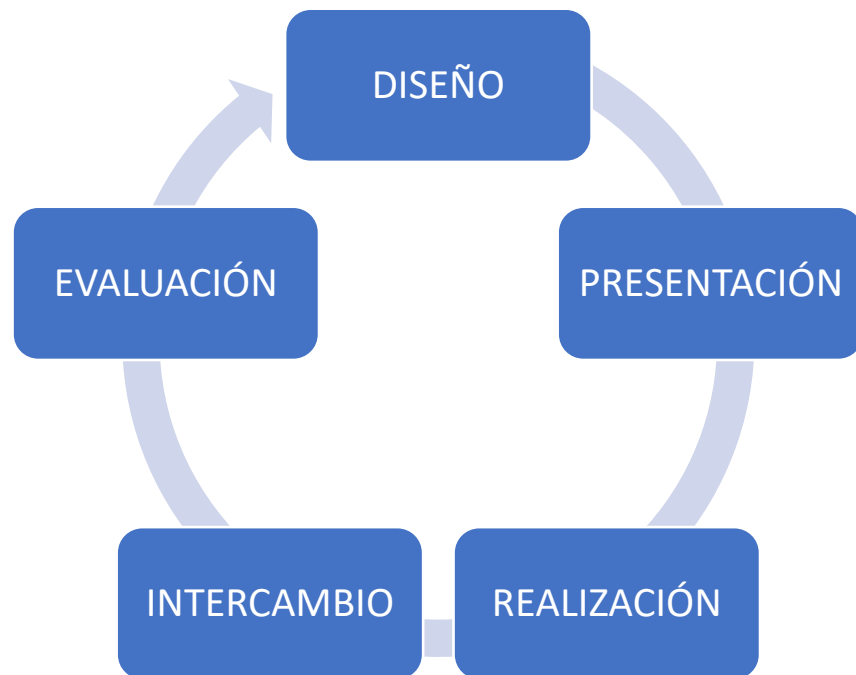 DISEÑO
PRESENTACIÓN
REALIZACIÓN
INTERCAMBIO
EVALUACIÓN